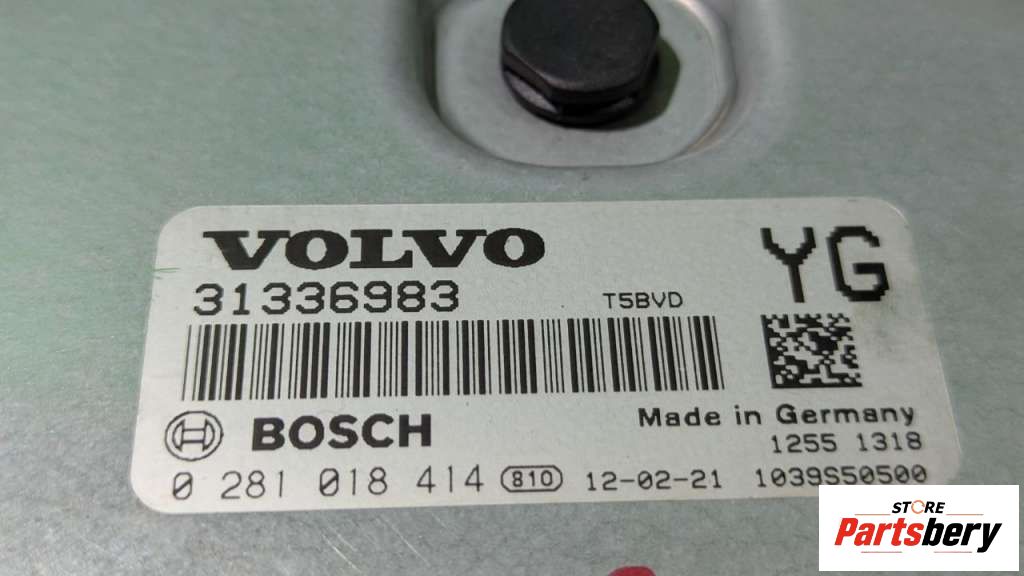 VOLVO
YG
31336983 T5BVD
Made in Germany
BOSCH
1255 1318
0 281 018 414 810 12-02-21 1039S50500
STORE
Partsbery